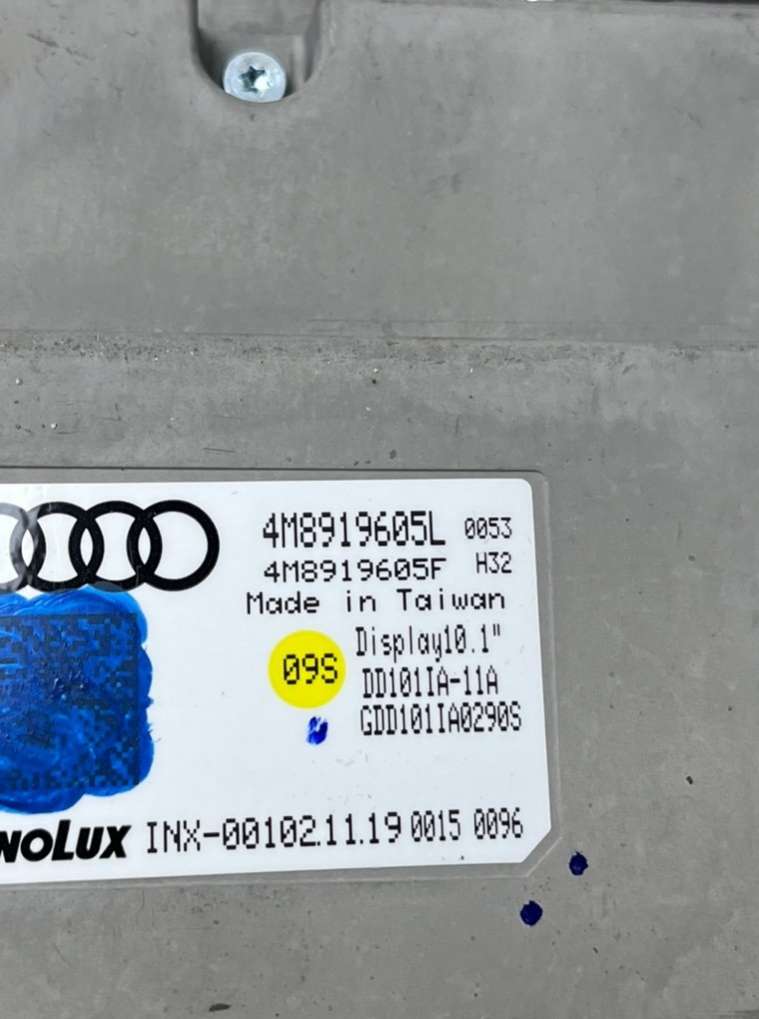 4M8919605L 0053
4M8919605F H32
Made in Taiwan
Display10.1"
09S
DD101IA-11A
GDD101IA0290S
NOLUX INX-00102.11.19 0015 0096